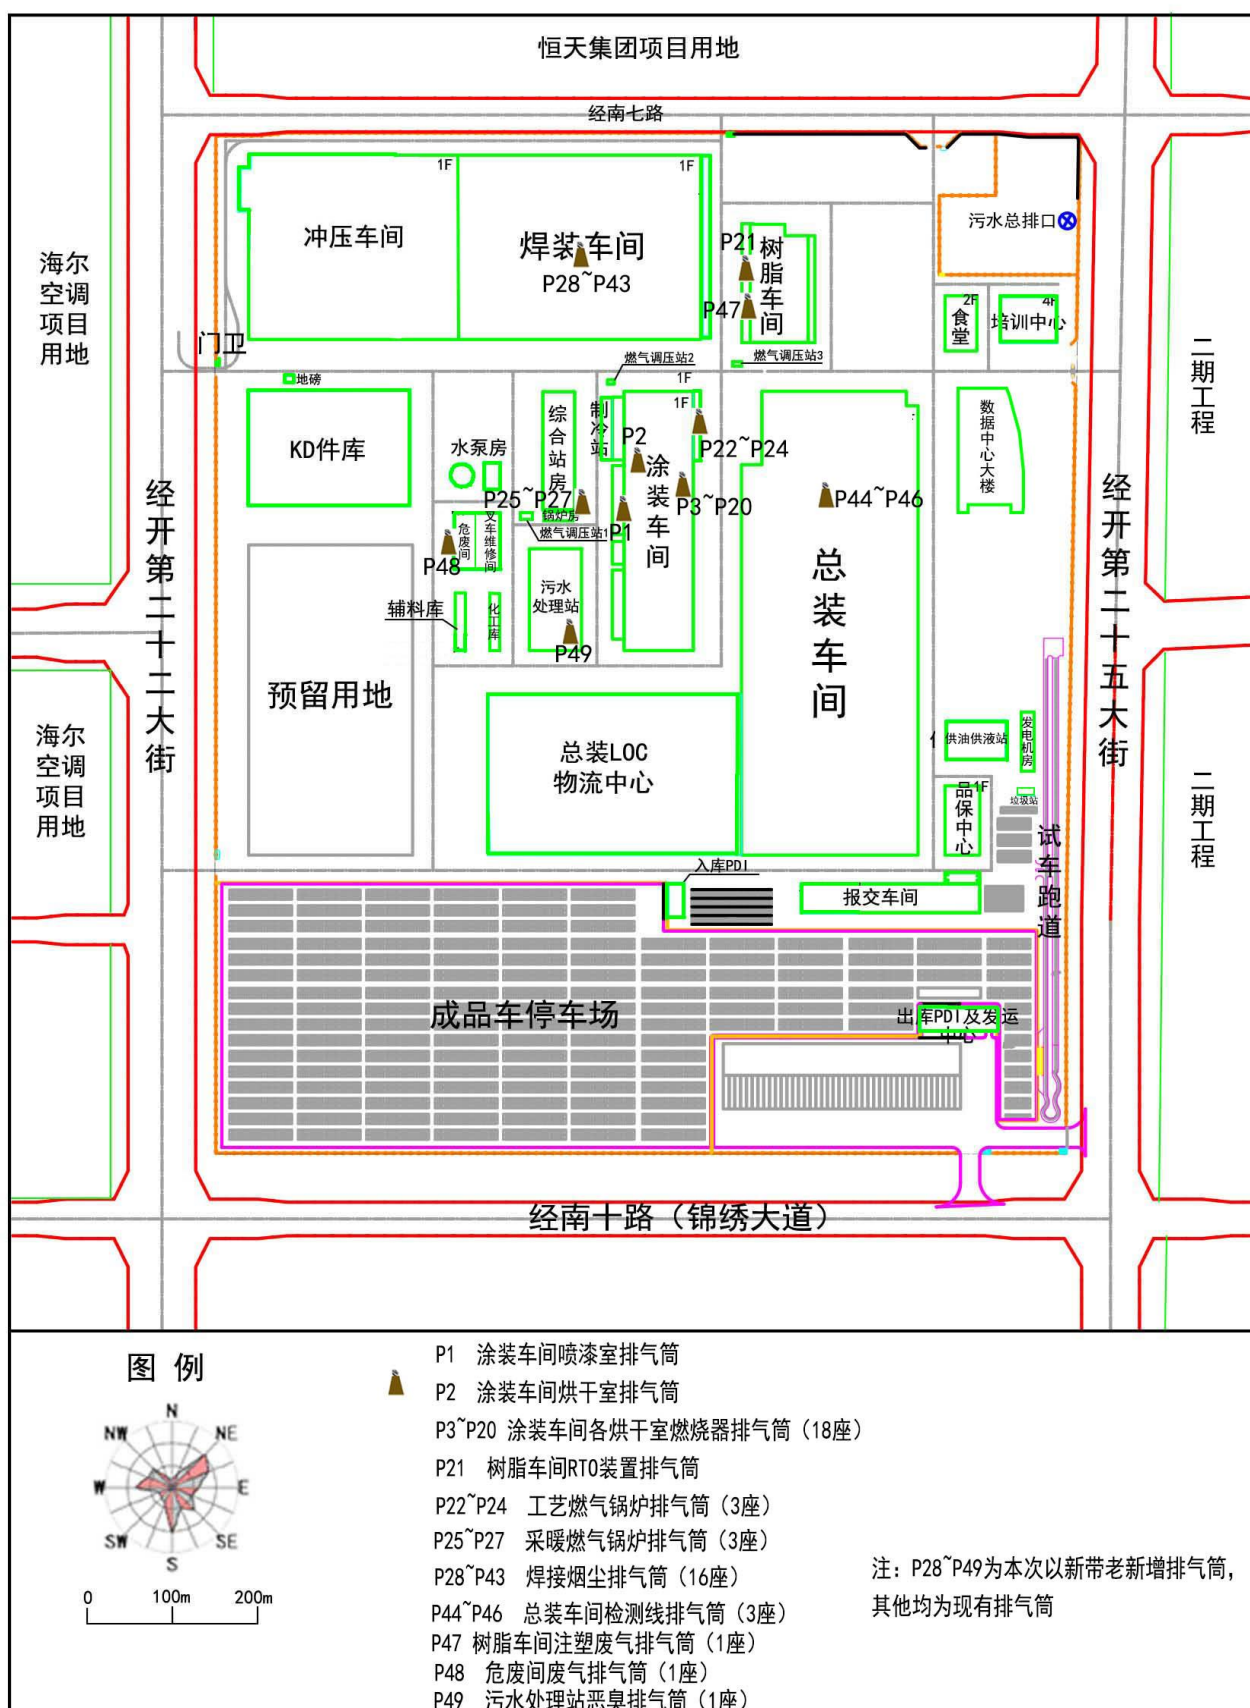 恒天集团项目用地
经南七路
1F
1F
冲压车间
焊装车间
P28~P43
P21
树脂车间
P47
污水总排口
海尔
空调
项目
用地
门卫
2F
食堂
4F
培训中心
燃气调压站2
燃气调压站3
二期工程
地磅
1F
1F
KD件库
水泵房
综合站房
制冷站
P2
涂装车间
P22~P24
数据中心大楼
经开第二十二大街
P25~P27
锅炉房
P3~P20
P44~P46
经开第二十五大街
燃气调压站1
P1
危废间
叉车维修间
P48
总装车间
污水
处理站
辅料库
化工库
P49
预留用地
海尔
空调
项目
用地
总装LOC
物流中心
供油供液站
发电机房
二期工程
1F
品保中心
垃圾站
试车跑道
入库PDI
报交车间
成品车停车场
出库PDI及发运
中心
经南十路（锦绣大道）
图 例
N
NW
NE
W
E
SW
SE
S
0 100m 200m
P1 涂装车间喷漆室排气筒
P2 涂装车间烘干室排气筒
P3~P20 涂装车间各烘干室燃烧器排气筒（18座）
P21 树脂车间RTO装置排气筒
P22~P24 工艺燃气锅炉排气筒（3座）
P25~P27 采暖燃气锅炉排气筒（3座）
P28~P43 焊接烟尘排气筒（16座）
P44~P46 总装车间检测线排气筒（3座）
P47 树脂车间注塑废气排气筒（1座）
P48 危废间废气排气筒（1座）
P49 污水处理站恶臭排气筒（1座）
注：P28~P49为本次以新带老新增排气筒，
其他均为现有排气筒